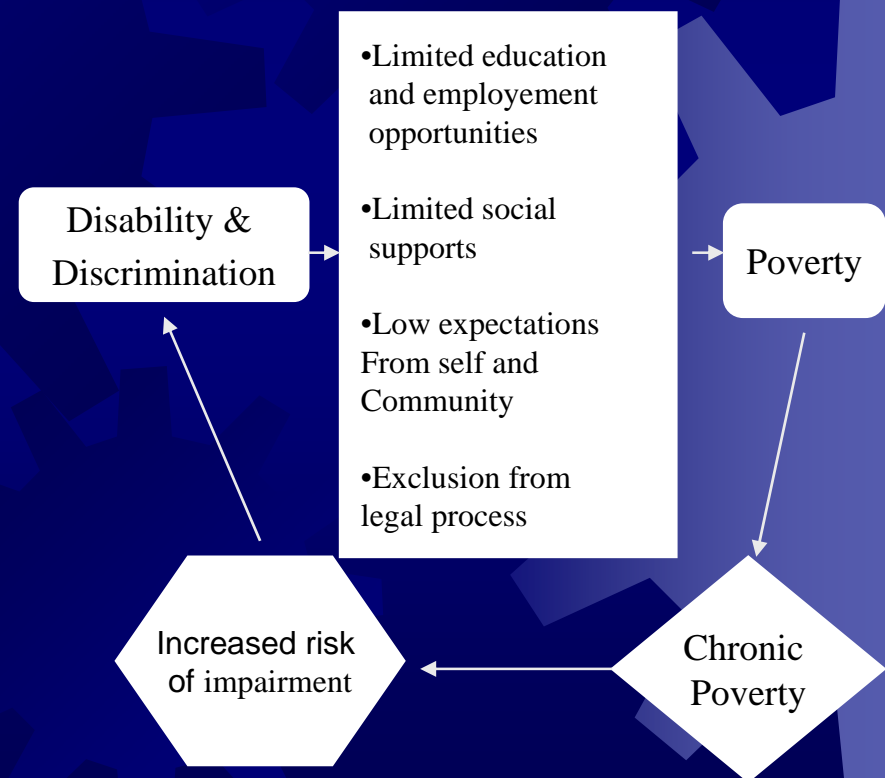 Disability &
Discrimination
•Limited education
and employement
opportunities
•Limited social
supports
•Low expectations
From self and
Community
•Exclusion from
legal process
Poverty
Chronic
Poverty
Increased risk
of impairment